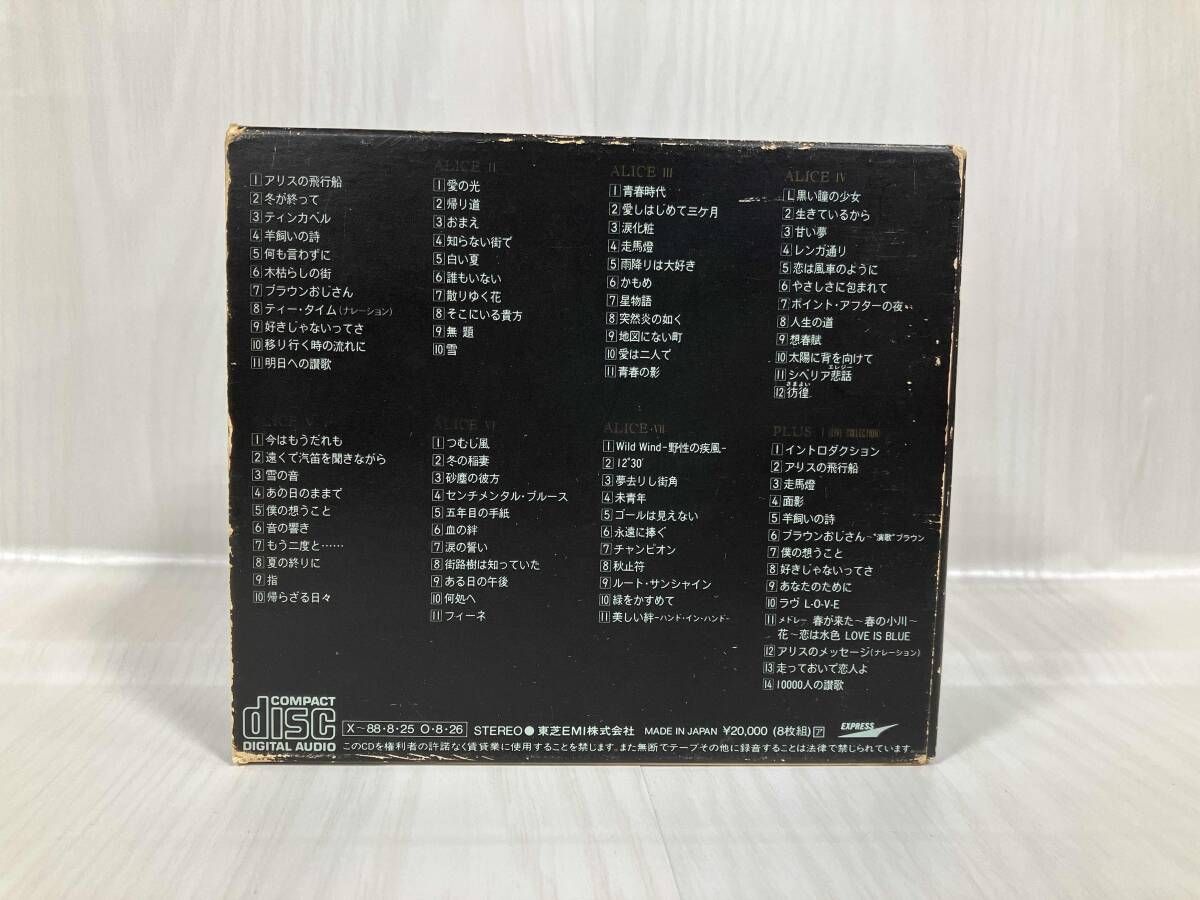 1 アリスの飛行船
2 冬が終って
3 ティンカベル
4 羊飼いの詩
5 何も言わずに
6 木枯らしの街
7 ブラウンおじさん
8 ティー・タイム(ナレーション)
9 好きじゃないってさ
10 移り行く時の流れに
11 明日への讃歌
ALICE II
1 愛の光
2 帰り道
3 おまえ
4 知らない街で
5 白い夏
6 誰もいない
7 散りゆく花
8 そこにいる貴方
9 無 題
10 雪
ALICE III
1 青春時代
2 愛しはじめて三ケ月
3 涙化粧
4 走馬燈
5 雨降りは大好き
6 かもめ
7 星物語
8 突然炎の如く
9 地図にない町
10 愛は二人で
11 青春の影
ALICE IV
1 黒い瞳の少女
2 生きているから
3 甘い夢
4 レンガ通り
5 恋は風車のように
6 やさしさに包まれて
7 ポイント・アフターの夜
8 人生の道
9 想春賦
10 太陽に背を向けて
エレジー
11 シベリア悲話
さまよい
12 彷徨
ALICE V
1 今はもうだれも
2 遠くで汽笛を聞きながら
3 雪の音
4 あの日のままで
5 僕の想うこと
6 音の響き
7 もう二度と……
8 夏の終りに
9 指
10 帰らざる日々
ALICE VI
1 つむじ風
2 冬の稲妻
3 砂塵の彼方
4 センチメンタル・ブルース
5 五年目の手紙
6 血の絆
7 涙の誓い
8 街路樹は知っていた
9 ある日の午後
10 何処へ
11 フィーネ
ALICE・VII
1 Wild Wind-野性の疾風-
2 12°30'
3 夢去りし街角
4 未青年
5 ゴールは見えない
6 永遠に捧ぐ
7 チャンピオン
8 秋止符
9 ルート・サンシャイン
10 緑をかすめて
11 美しい絆-ハンド・イン・ハンド-
PLUS I (LIVE SELECTION)
1 イントロダクション
2 アリスの飛行船
3 走馬燈
4 面影
5 羊飼いの詩
6 ブラウンおじさん～“演歌”ブラウン
7 僕の想うこと
8 好きじゃないってさ
9 あなたのために
10 ラヴ L-O-V-E
11 メドレー 春が来た～春の小川～
花～恋は水色 LOVE IS BLUE
12 アリスのメッセージ(ナレーション)
13 走っておいで恋人よ
14 10000人の讃歌
COMPACT
disc
DIGITAL AUDIO
X～88・8・25 O・8・26 STEREO● 東芝EMI株式会社 MADE IN JAPAN ¥20,000 (8枚組) ア
EXPRESS
このCDを権利者の許諾なく賃貸業に使用することを禁じます。また無断でテープその他に録音することは法律で禁じられています。